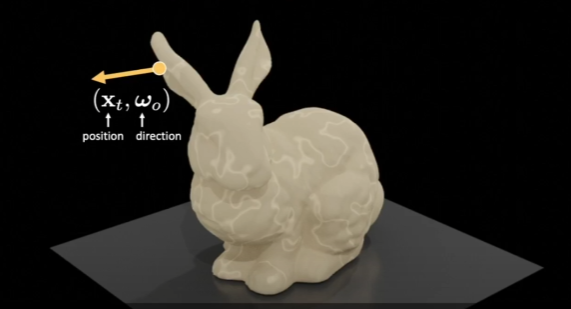 (x_t, ω_o)
position direction